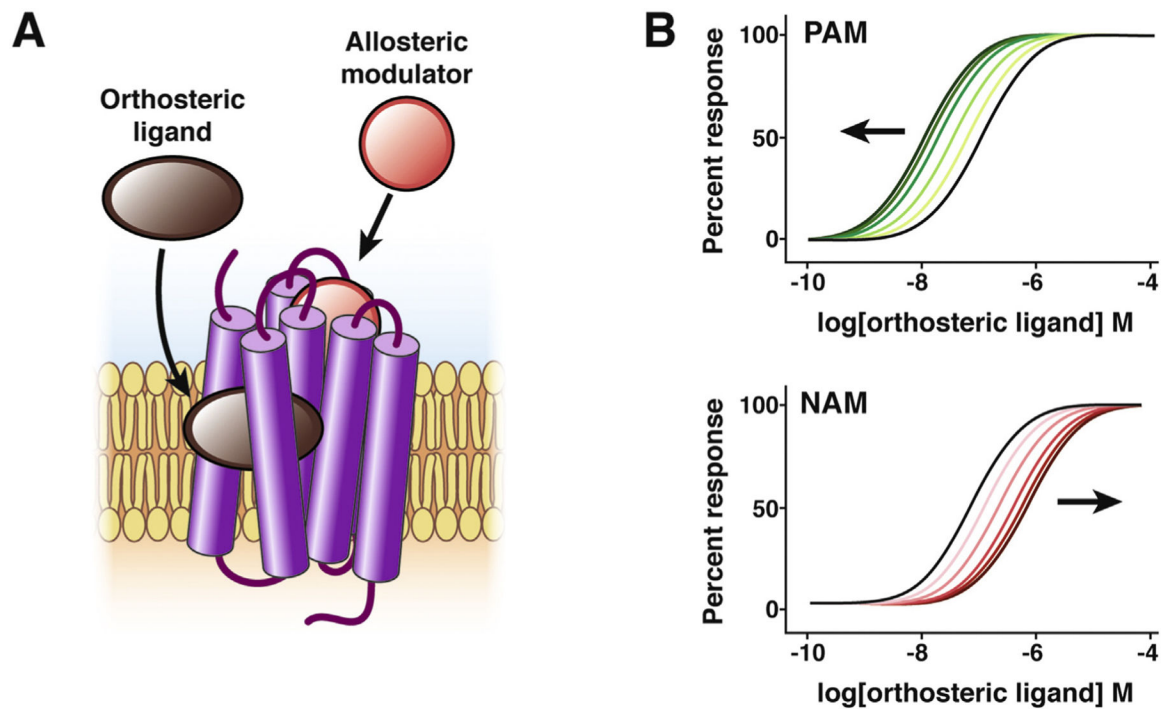 A
Orthosteric
ligand
Allosteric
modulator
B
PAM
Percent response
100
50
0
-10
-8
-6
-4
log[orthosteric ligand] M
NAM
Percent response
100
50
0
-10
-8
-6
-4
log[orthosteric ligand] M